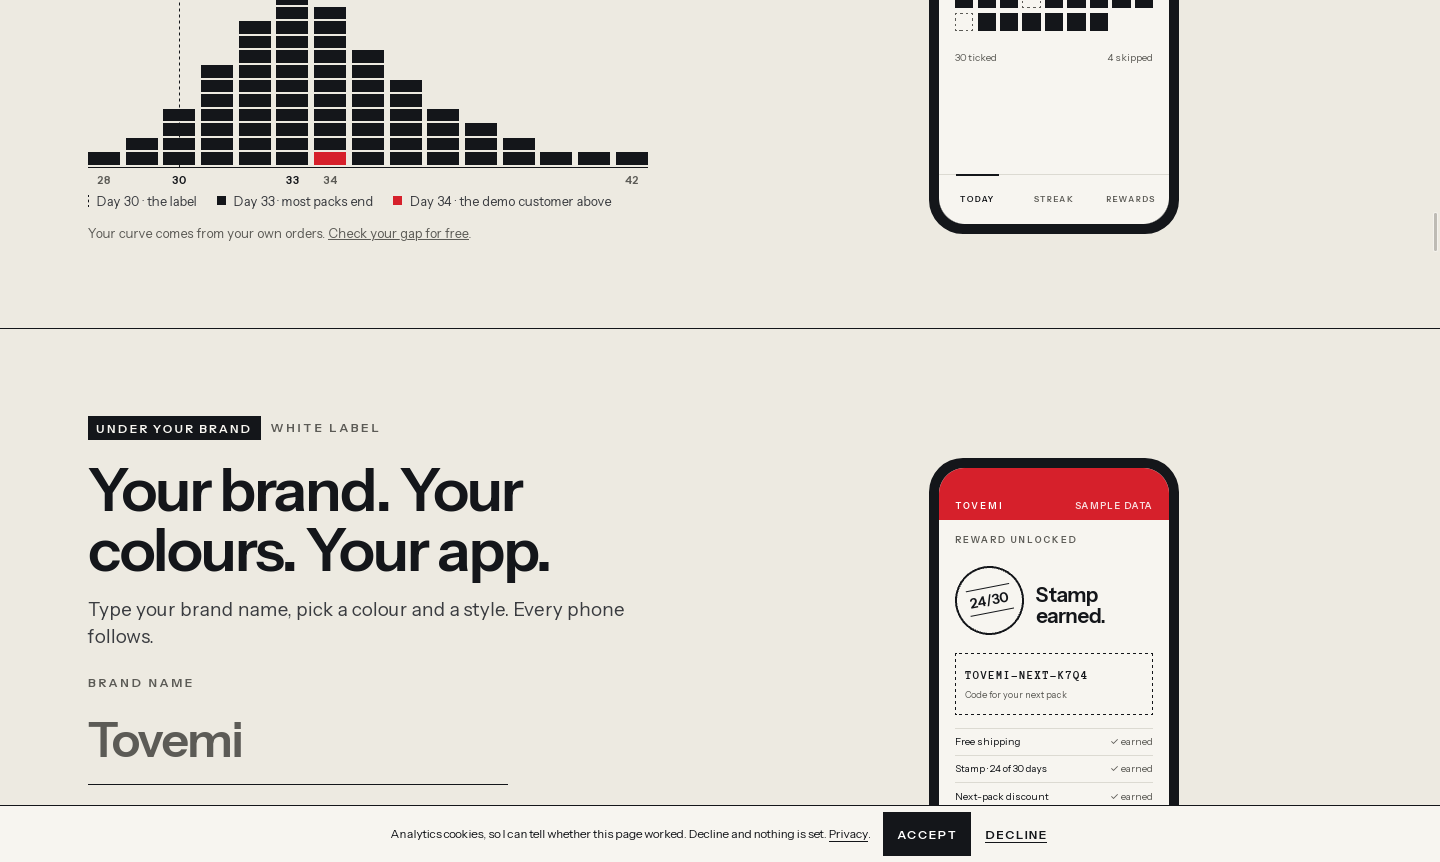 30 ticked 4 skipped
28 30 33 34 42
Day 30 · the label Day 33 · most packs end Day 34 · the demo customer above
TODAY STREAK REWARDS
Your curve comes from your own orders. Check your gap for free.
UNDER YOUR BRAND WHITE LABEL
Your brand. Your
colours. Your app.
Type your brand name, pick a colour and a style. Every phone
follows.
BRAND NAME
Tovemi
TOVEMI SAMPLE DATA
REWARD UNLOCKED
24/30
Stamp
earned.
TOVEMI–NEXT–K7Q4
Code for your next pack
Free shipping ✓ earned
Stamp · 24 of 30 days ✓ earned
Next-pack discount ✓ earned
Analytics cookies, so I can tell whether this page worked. Decline and nothing is set. Privacy. ACCEPT DECLINE